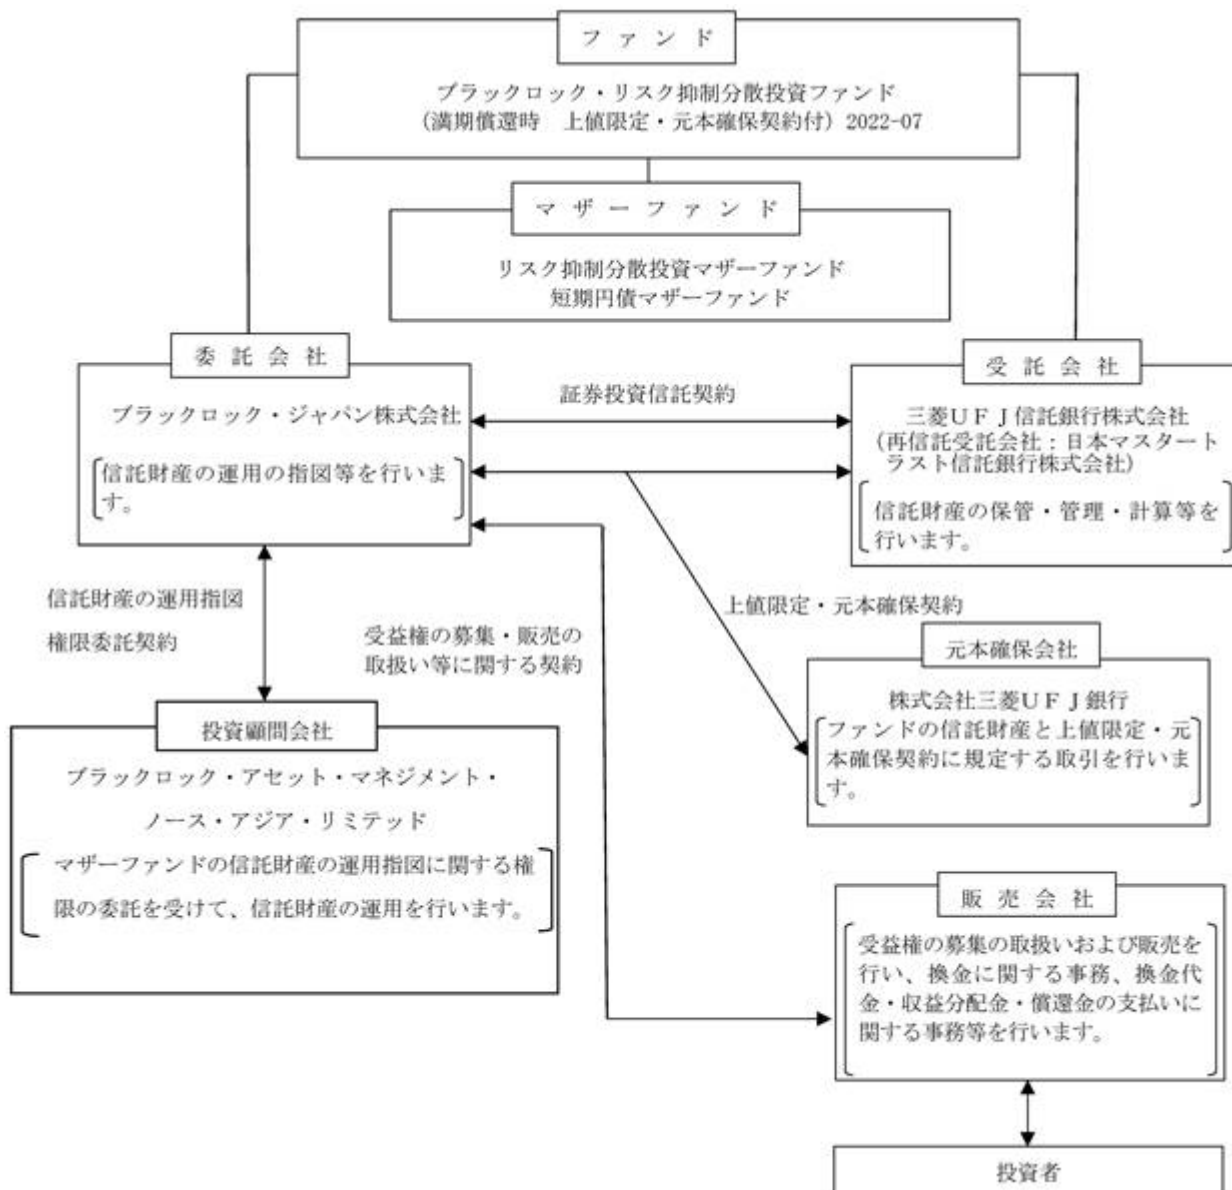 ファンド
ブラックロック・リスク抑制分散投資ファンド
(満期償還時　上値限定・元本確保契約付) 2022-07
マザーファンド
リスク抑制分散投資マザーファンド
短期円債マザーファンド
委託会社
ブラックロック・ジャパン株式会社
信託財産の運用の指図等を行いま
す。
証券投資信託契約
受託会社
三菱ＵＦＪ信託銀行株式会社
（再信託受託会社：日本マスタート
ラスト信託銀行株式会社）
信託財産の保管・管理・計算等を
行います。
信託財産の運用指図
権限委託契約
受益権の募集・販売の
取扱い等に関する契約
上値限定・元本確保契約
元本確保会社
株式会社三菱ＵＦＪ銀行
ファンドの信託財産と上値限定・元
本確保契約に規定する取引を行いま
す。
投資顧問会社
ブラックロック・アセット・マネジメント・
ノース・アジア・リミテッド
マザーファンドの信託財産の運用指図に関する権
限の委託を受けて、信託財産の運用を行います。
販売会社
受益権の募集の取扱いおよび販売を
行い、換金に関する事務、換金代
金・収益分配金・償還金の支払いに
関する事務等を行います。
投資者